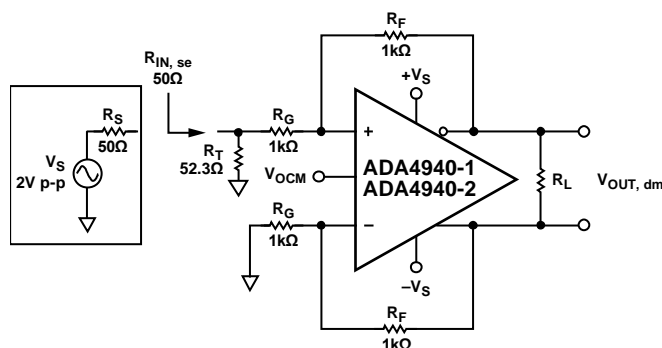 RF
1kΩ
RIN, se
50Ω
+VS
RS
50Ω
RG
1kΩ
+
VS
2V p-p
RT
52.3Ω
VOCM
ADA4940-1
ADA4940-2
RL
VOUT, dm
RG
1kΩ
−
−VS
RF
1kΩ